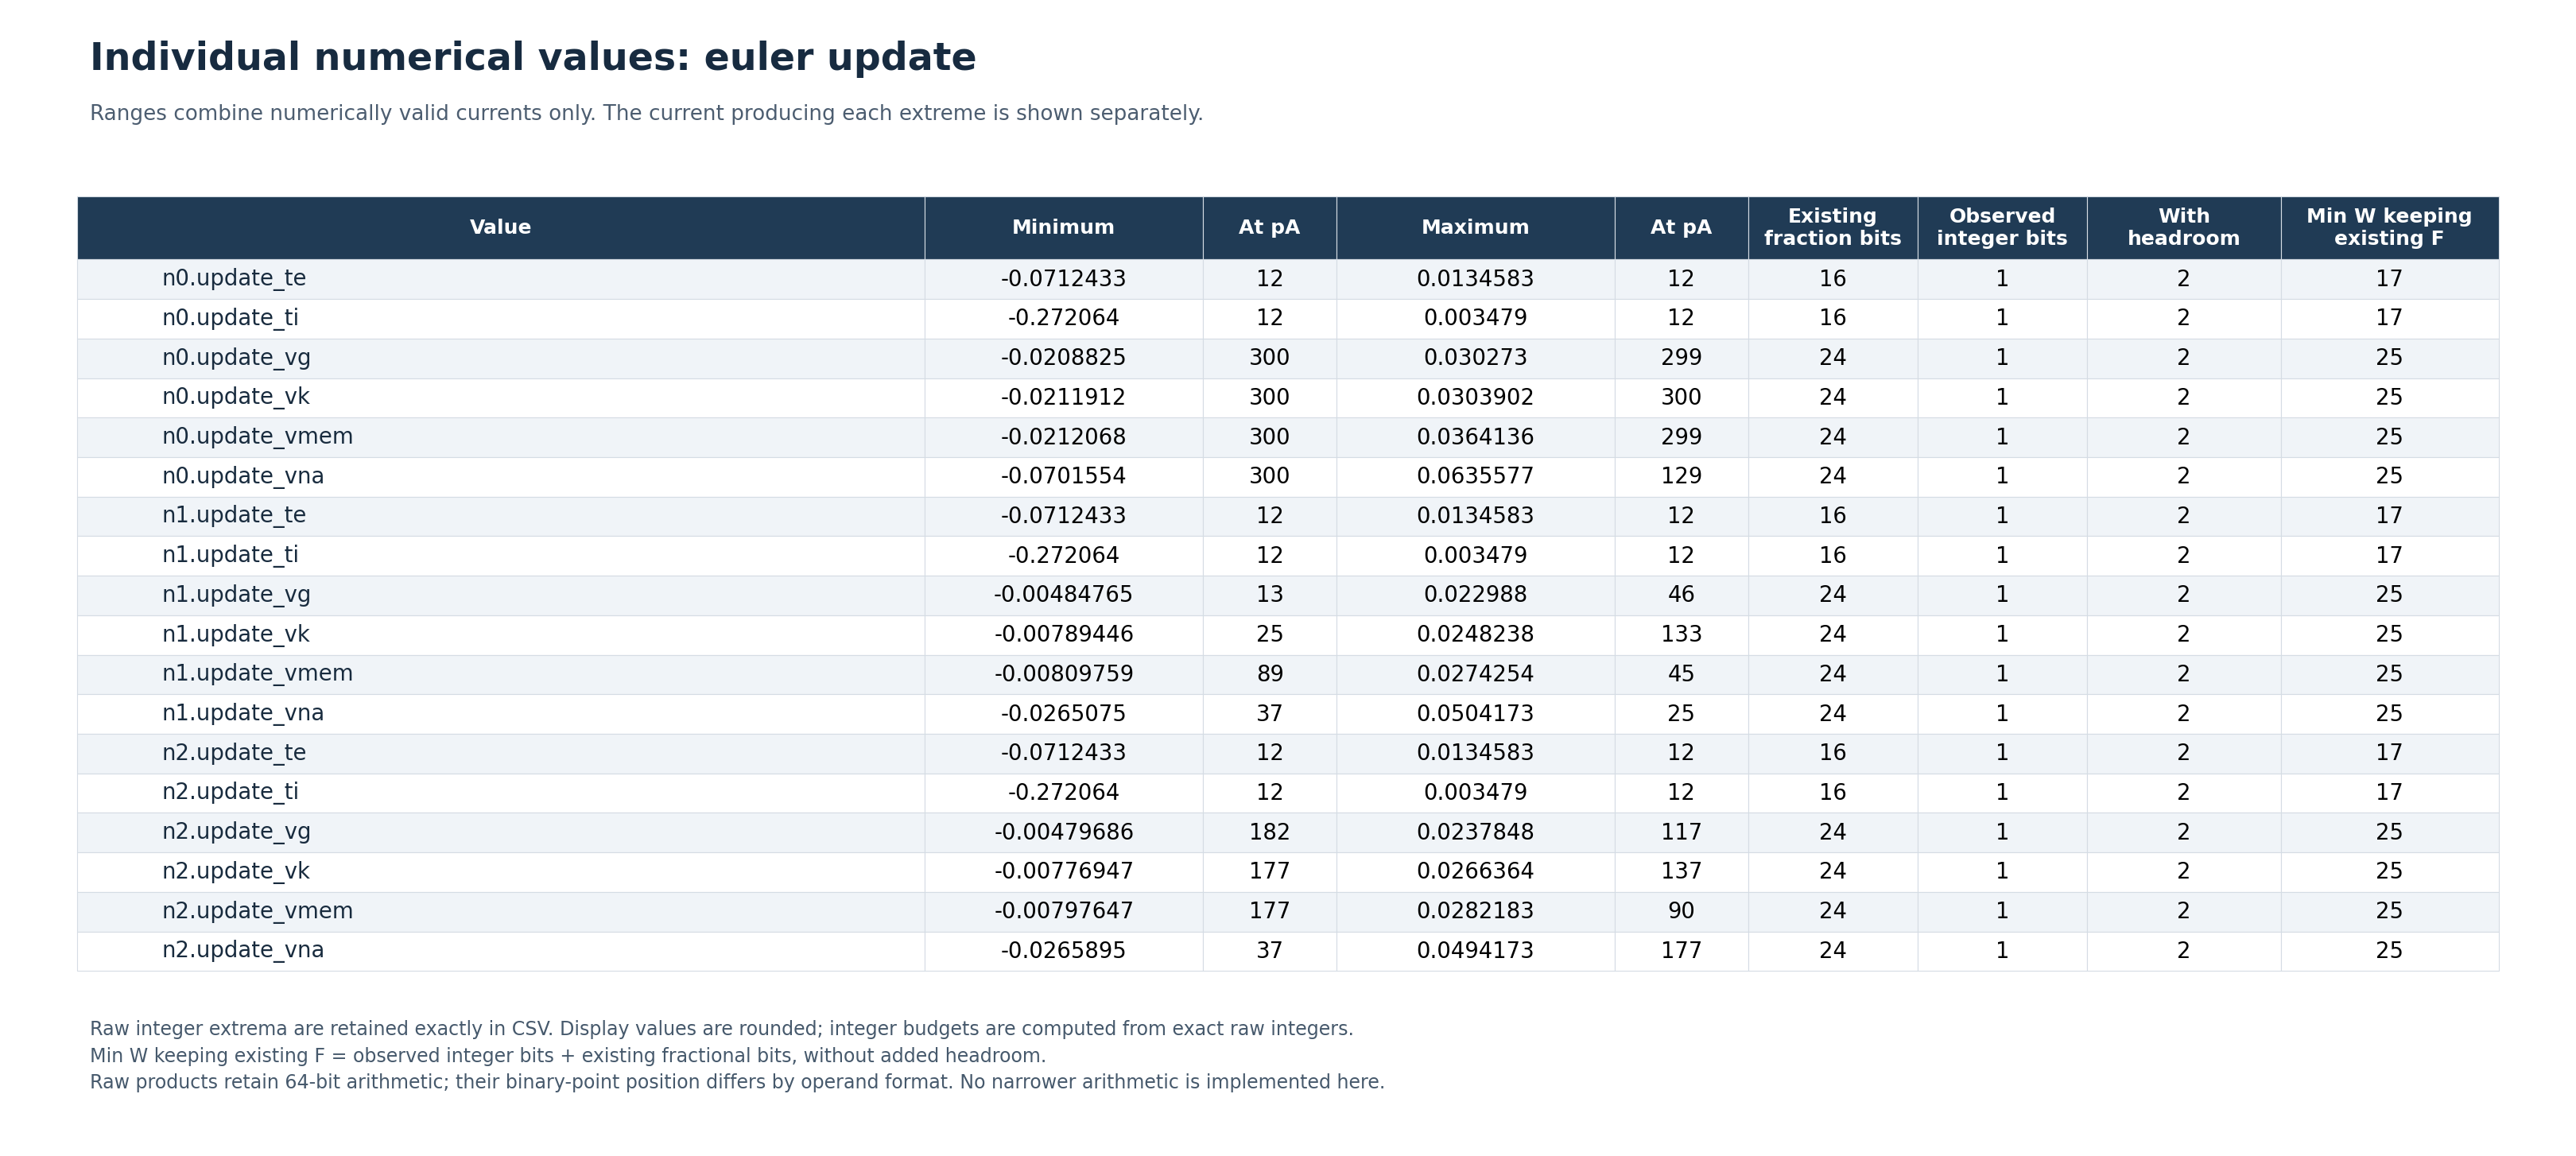 Individual numerical values: euler update
Ranges combine numerically valid currents only. The current producing each extreme is shown separately.
Value Minimum At pA Maximum At pA Existing fraction bits Observed integer bits With headroom Min W keeping existing F
n0.update_te -0.0712433 12 0.0134583 12 16 1 2 17
n0.update_ti -0.272064 12 0.003479 12 16 1 2 17
n0.update_vg -0.0208825 300 0.030273 299 24 1 2 25
n0.update_vk -0.0211912 300 0.0303902 300 24 1 2 25
n0.update_vmem -0.0212068 300 0.0364136 299 24 1 2 25
n0.update_vna -0.0701554 300 0.0635577 129 24 1 2 25
n1.update_te -0.0712433 12 0.0134583 12 16 1 2 17
n1.update_ti -0.272064 12 0.003479 12 16 1 2 17
n1.update_vg -0.00484765 13 0.022988 46 24 1 2 25
n1.update_vk -0.00789446 25 0.0248238 133 24 1 2 25
n1.update_vmem -0.00809759 89 0.0274254 45 24 1 2 25
n1.update_vna -0.0265075 37 0.0504173 25 24 1 2 25
n2.update_te -0.0712433 12 0.0134583 12 16 1 2 17
n2.update_ti -0.272064 12 0.003479 12 16 1 2 17
n2.update_vg -0.00479686 182 0.0237848 117 24 1 2 25
n2.update_vk -0.00776947 177 0.0266364 137 24 1 2 25
n2.update_vmem -0.00797647 177 0.0282183 90 24 1 2 25
n2.update_vna -0.0265895 37 0.0494173 177 24 1 2 25
Raw integer extrema are retained exactly in CSV. Display values are rounded; integer budgets are computed from exact raw integers.
Min W keeping existing F = observed integer bits + existing fractional bits, without added headroom.
Raw products retain 64-bit arithmetic; their binary-point position differs by operand format. No narrower arithmetic is implemented here.